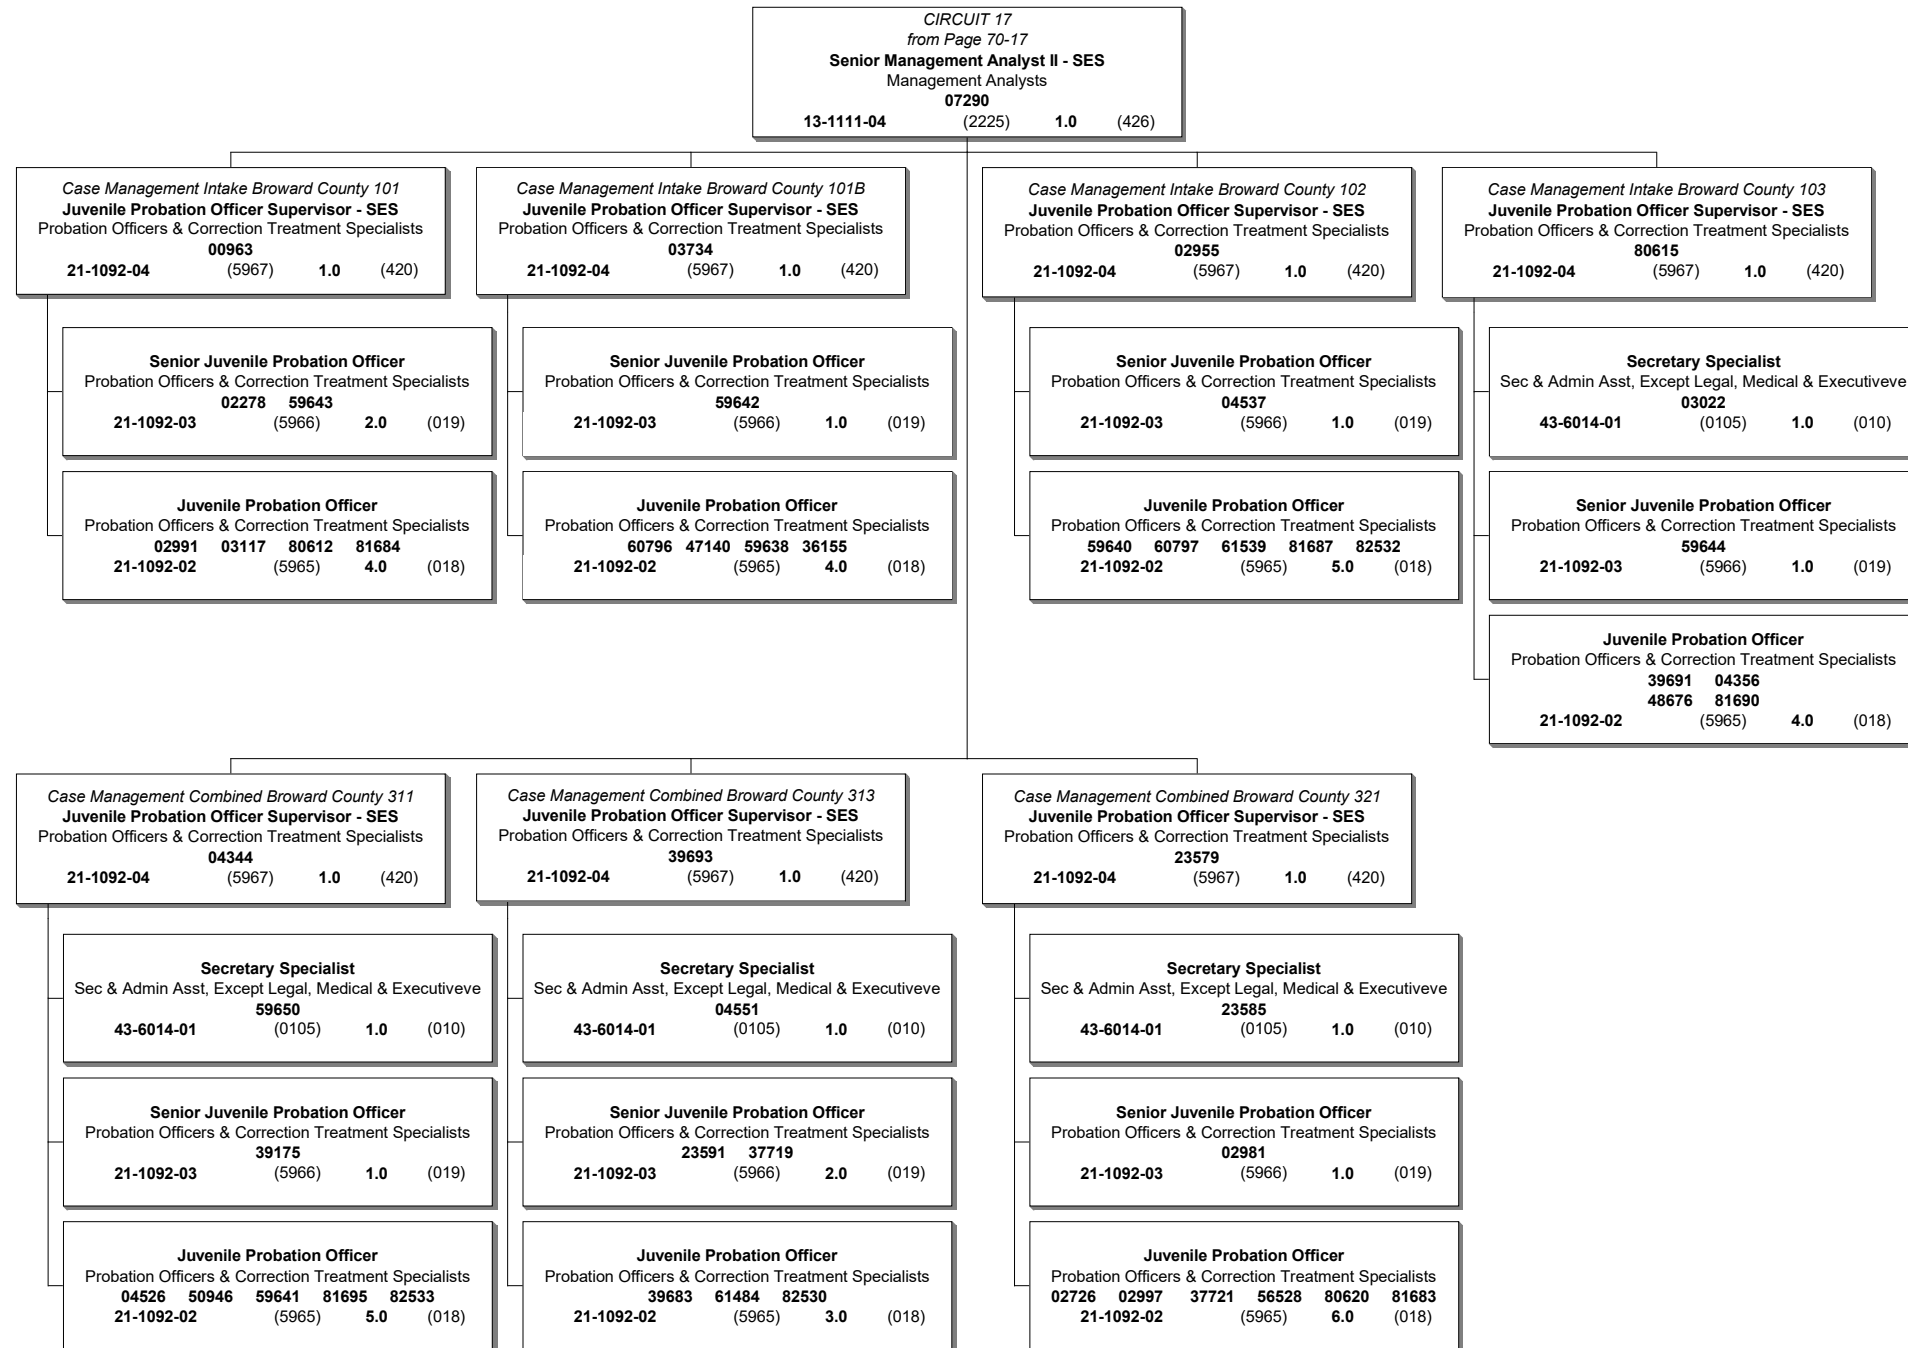 CIRCUIT 17
from Page 70-17
Senior Management Analyst II - SES
Management Analysts
07290
13-1111-04 (2225) 1.0 (426)
Case Management Intake Broward County 101
Juvenile Probation Officer Supervisor - SES
Probation Officers & Correction Treatment Specialists
00963
21-1092-04 (5967) 1.0 (420)
Senior Juvenile Probation Officer
Probation Officers & Correction Treatment Specialists
02278 59643
21-1092-03 (5966) 2.0 (019)
Juvenile Probation Officer
Probation Officers & Correction Treatment Specialists
02991 03117 80612 81684
21-1092-02 (5965) 4.0 (018)
Case Management Intake Broward County 101B
Juvenile Probation Officer Supervisor - SES
Probation Officers & Correction Treatment Specialists
03734
21-1092-04 (5967) 1.0 (420)
Senior Juvenile Probation Officer
Probation Officers & Correction Treatment Specialists
59642
21-1092-03 (5966) 1.0 (019)
Juvenile Probation Officer
Probation Officers & Correction Treatment Specialists
60796 47140 59638 36155
21-1092-02 (5965) 4.0 (018)
Case Management Intake Broward County 102
Juvenile Probation Officer Supervisor - SES
Probation Officers & Correction Treatment Specialists
02955
21-1092-04 (5967) 1.0 (420)
Senior Juvenile Probation Officer
Probation Officers & Correction Treatment Specialists
04537
21-1092-03 (5966) 1.0 (019)
Juvenile Probation Officer
Probation Officers & Correction Treatment Specialists
59640 60797 61539 81687 82532
21-1092-02 (5965) 5.0 (018)
Case Management Intake Broward County 103
Juvenile Probation Officer Supervisor - SES
Probation Officers & Correction Treatment Specialists
80615
21-1092-04 (5967) 1.0 (420)
Secretary Specialist
Sec & Admin Asst, Except Legal, Medical & Executiveve
03022
43-6014-01 (0105) 1.0 (010)
Senior Juvenile Probation Officer
Probation Officers & Correction Treatment Specialists
59644
21-1092-03 (5966) 1.0 (019)
Juvenile Probation Officer
Probation Officers & Correction Treatment Specialists
39691 04356
48676 81690
21-1092-02 (5965) 4.0 (018)
Case Management Combined Broward County 311
Juvenile Probation Officer Supervisor - SES
Probation Officers & Correction Treatment Specialists
04344
21-1092-04 (5967) 1.0 (420)
Secretary Specialist
Sec & Admin Asst, Except Legal, Medical & Executiveve
59650
43-6014-01 (0105) 1.0 (010)
Senior Juvenile Probation Officer
Probation Officers & Correction Treatment Specialists
39175
21-1092-03 (5966) 1.0 (019)
Juvenile Probation Officer
Probation Officers & Correction Treatment Specialists
04526 50946 59641 81695 82533
21-1092-02 (5965) 5.0 (018)
Case Management Combined Broward County 313
Juvenile Probation Officer Supervisor - SES
Probation Officers & Correction Treatment Specialists
39693
21-1092-04 (5967) 1.0 (420)
Secretary Specialist
Sec & Admin Asst, Except Legal, Medical & Executiveve
04551
43-6014-01 (0105) 1.0 (010)
Senior Juvenile Probation Officer
Probation Officers & Correction Treatment Specialists
23591 37719
21-1092-03 (5966) 2.0 (019)
Juvenile Probation Officer
Probation Officers & Correction Treatment Specialists
39683 61484 82530
21-1092-02 (5965) 3.0 (018)
Case Management Combined Broward County 321
Juvenile Probation Officer Supervisor - SES
Probation Officers & Correction Treatment Specialists
23579
21-1092-04 (5967) 1.0 (420)
Secretary Specialist
Sec & Admin Asst, Except Legal, Medical & Executiveve
23585
43-6014-01 (0105) 1.0 (010)
Senior Juvenile Probation Officer
Probation Officers & Correction Treatment Specialists
02981
21-1092-03 (5966) 1.0 (019)
Juvenile Probation Officer
Probation Officers & Correction Treatment Specialists
02726 02997 37721 56528 80620 81683
21-1092-02 (5965) 6.0 (018)